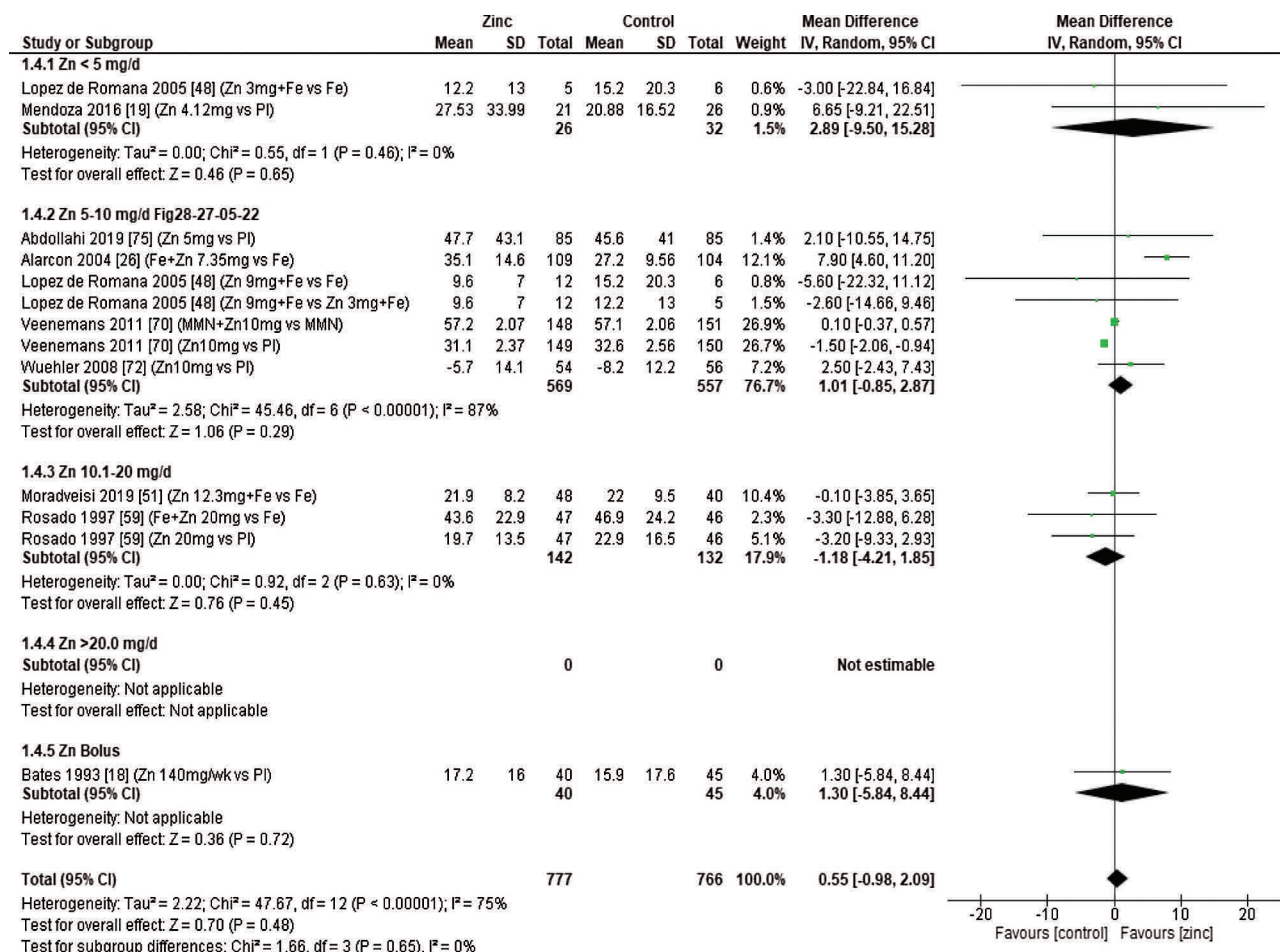 Zinc Control Mean Difference Mean Difference
Study or Subgroup Mean SD Total Mean SD Total Weight IV, Random, 95% CI IV, Random, 95% CI
1.4.1 Zn < 5 mg/d
Lopez de Romana 2005 [48] (Zn 3mg+Fe vs Fe) 12.2 13 5 15.2 20.3 6 0.6% -3.00 [-22.84, 16.84]
Mendoza 2016 [19] (Zn 4.12mg vs Pl) 27.53 33.99 21 20.88 16.52 26 0.9% 6.65 [-9.21, 22.51]
Subtotal (95% CI) 26 32 1.5% 2.89 [-9.50, 15.28]
Heterogeneity: Tau² = 0.00; Chi² = 0.55, df = 1 (P = 0.46); I² = 0%
Test for overall effect: Z = 0.46 (P = 0.65)
1.4.2 Zn 5-10 mg/d Fig28-27-05-22
Abdollahi 2019 [75] (Zn 5mg vs Pl) 47.7 43.1 85 45.6 41 85 1.4% 2.10 [-10.55, 14.75]
Alarcon 2004 [26] (Fe+Zn 7.35mg vs Fe) 35.1 14.6 109 27.2 9.56 104 12.1% 7.90 [4.60, 11.20]
Lopez de Romana 2005 [48] (Zn 9mg+Fe vs Fe) 9.6 7 12 15.2 20.3 6 0.8% -5.60 [-22.32, 11.12]
Lopez de Romana 2005 [48] (Zn 9mg+Fe vs Zn 3mg+Fe) 9.6 7 12 12.2 13 5 1.5% -2.60 [-14.66, 9.46]
Veenemans 2011 [70] (MMN+Zn10mg vs MMN) 57.2 2.07 148 57.1 2.06 151 26.9% 0.10 [-0.37, 0.57]
Veenemans 2011 [70] (Zn10mg vs Pl) 31.1 2.37 149 32.6 2.56 150 26.7% -1.50 [-2.06, -0.94]
Wuehler 2008 [72] (Zn10mg vs Pl) -5.7 14.1 54 -8.2 12.2 56 7.2% 2.50 [-2.43, 7.43]
Subtotal (95% CI) 569 557 76.7% 1.01 [-0.85, 2.87]
Heterogeneity: Tau² = 2.58; Chi² = 45.46, df = 6 (P < 0.00001); I² = 87%
Test for overall effect: Z = 1.06 (P = 0.29)
1.4.3 Zn 10.1-20 mg/d
Moradveisi 2019 [51] (Zn 12.3mg+Fe vs Fe) 21.9 8.2 48 22 9.5 40 10.4% -0.10 [-3.85, 3.65]
Rosado 1997 [59] (Fe+Zn 20mg vs Fe) 43.6 22.9 47 46.9 24.2 46 2.3% -3.30 [-12.88, 6.28]
Rosado 1997 [59] (Zn 20mg vs Pl) 19.7 13.5 47 22.9 16.5 46 5.1% -3.20 [-9.33, 2.93]
Subtotal (95% CI) 142 132 17.9% -1.18 [-4.21, 1.85]
Heterogeneity: Tau² = 0.00; Chi² = 0.92, df = 2 (P = 0.63); I² = 0%
Test for overall effect: Z = 0.76 (P = 0.45)
1.4.4 Zn >20.0 mg/d
Subtotal (95% CI) 0 0 Not estimable
Heterogeneity: Not applicable
Test for overall effect: Not applicable
1.4.5 Zn Bolus
Bates 1993 [18] (Zn 140mg/wk vs Pl) 17.2 16 40 15.9 17.6 45 4.0% 1.30 [-5.84, 8.44]
Subtotal (95% CI) 40 45 4.0% 1.30 [-5.84, 8.44]
Heterogeneity: Not applicable
Test for overall effect: Z = 0.36 (P = 0.72)
Total (95% CI) 777 766 100.0% 0.55 [-0.98, 2.09]
Heterogeneity: Tau² = 2.22; Chi² = 47.67, df = 12 (P < 0.00001); I² = 75%
Test for overall effect: Z = 0.70 (P = 0.48)
Test for subgroup differences: Chi² = 1.66, df = 3 (P = 0.65), I² = 0%
-20 -10 0 10 20
Favours [control] Favours [zinc]